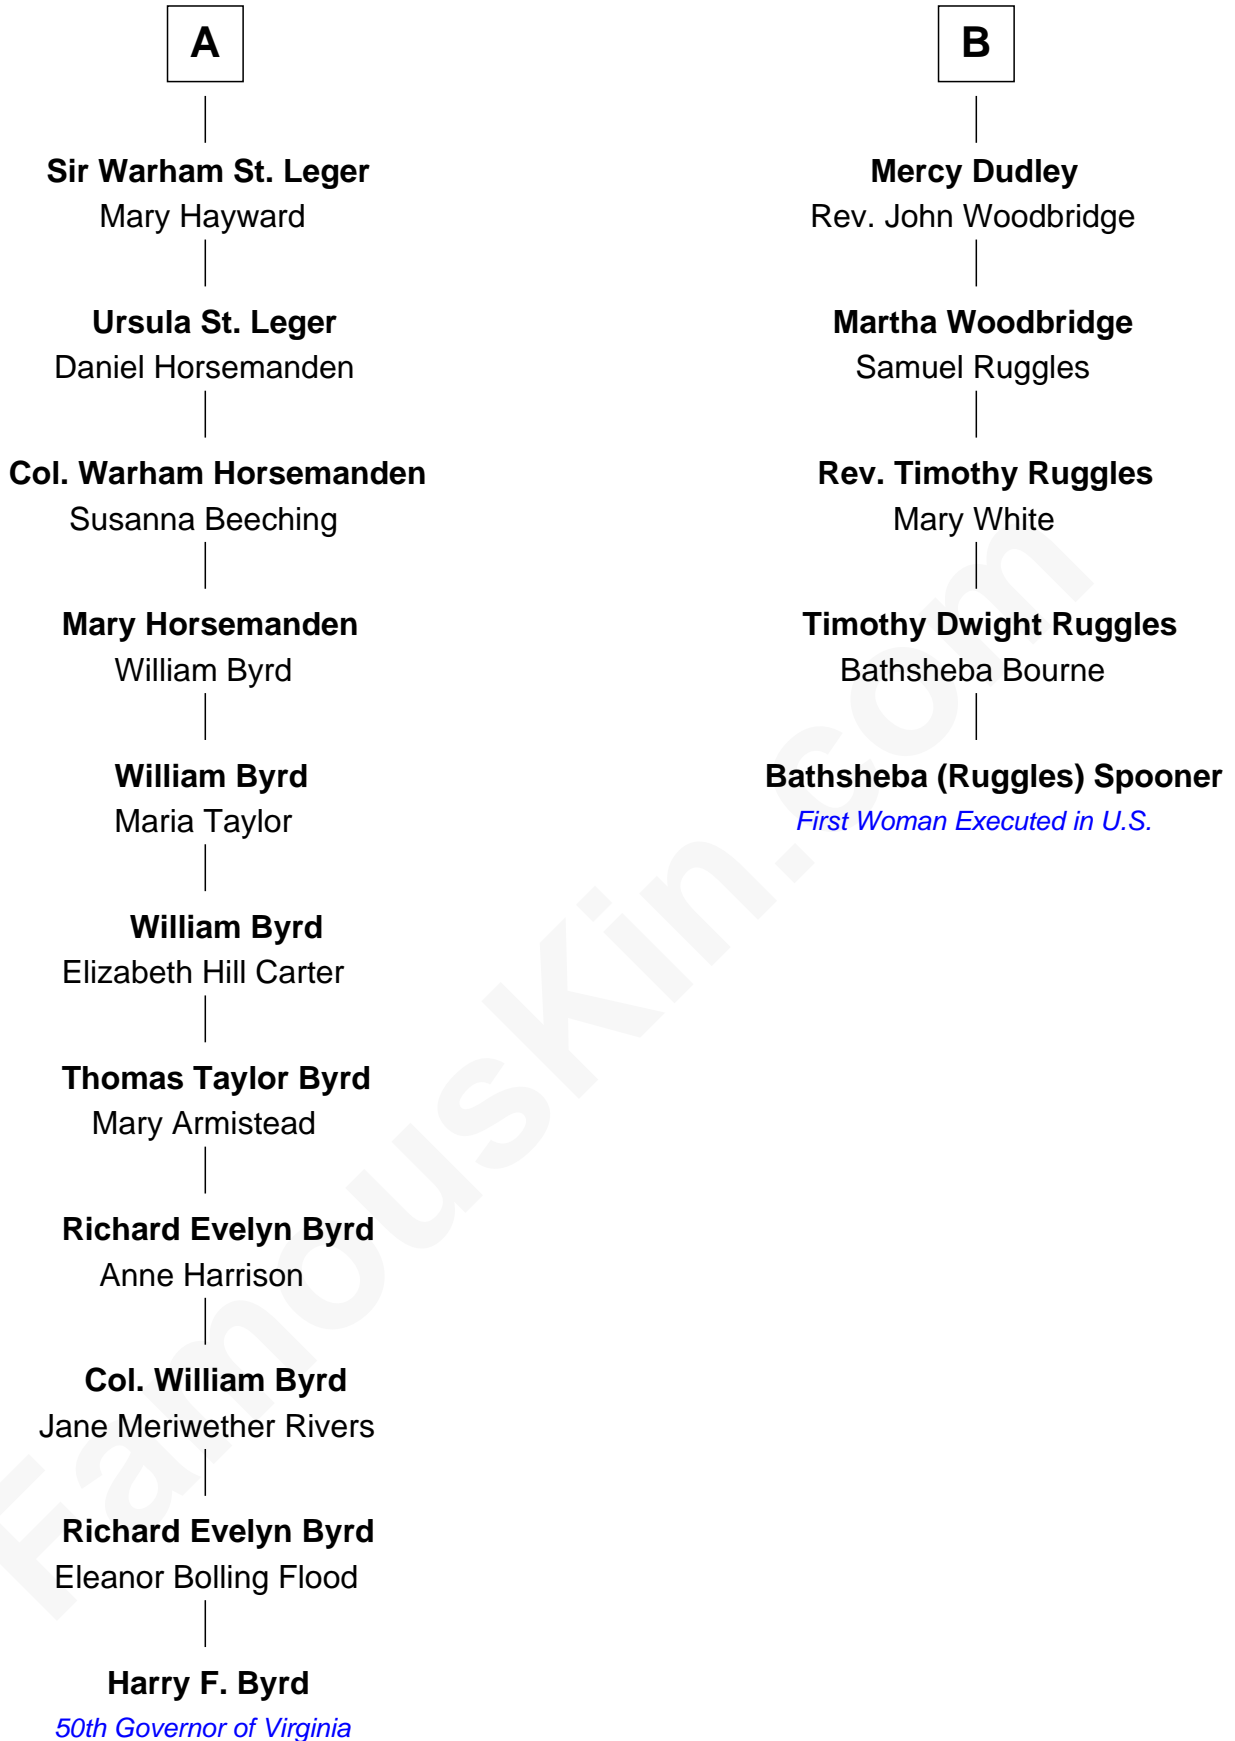 A
Sir Warham St. Leger
Mary Hayward
Ursula St. Leger
Daniel Horsemanden
Col. Warham Horsemanden
Susanna Beeching
Mary Horsemanden
William Byrd
William Byrd
Maria Taylor
William Byrd
Elizabeth Hill Carter
Thomas Taylor Byrd
Mary Armistead
Richard Evelyn Byrd
Anne Harrison
Col. William Byrd
Jane Meriwether Rivers
Richard Evelyn Byrd
Eleanor Bolling Flood
Harry F. Byrd
50th Governor of Virginia
B
Mercy Dudley
Rev. John Woodbridge
Martha Woodbridge
Samuel Ruggles
Rev. Timothy Ruggles
Mary White
Timothy Dwight Ruggles
Bathsheba Bourne
Bathsheba (Ruggles) Spooner
First Woman Executed in U.S.
FamousKin.com